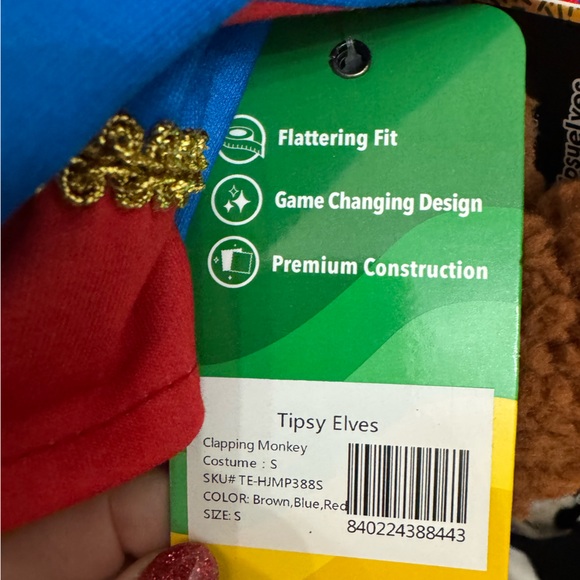 Flattering Fit
Game Changing Design
Premium Construction
Tipsy Elves
Clapping Monkey
Costume : S
SKU# TE-HJMP388S
COLOR: Brown,Blue,Red
SIZE: S
840224388443